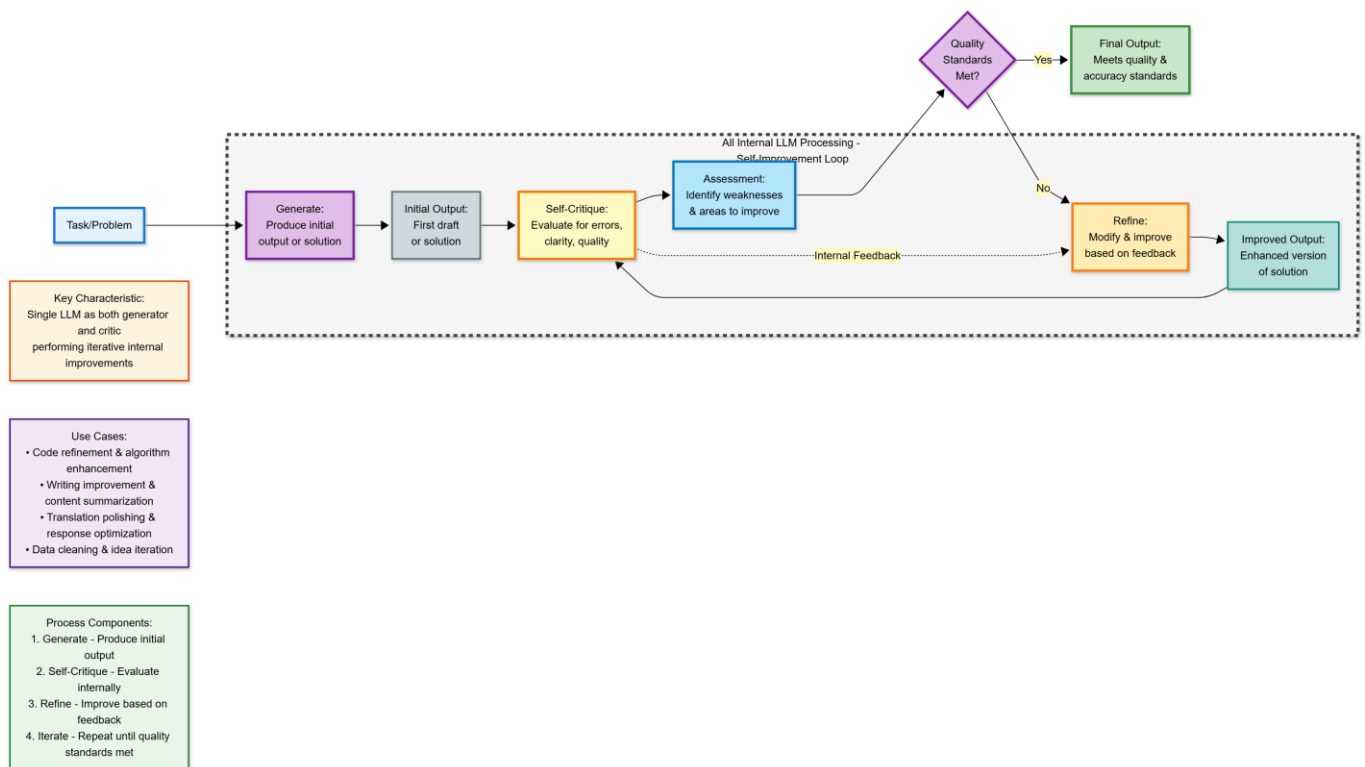 Quality
Standards
Met?
Yes
Final Output:
Meets quality &
accuracy standards
All Internal LLM Processing -
Self-Improvement Loop
Task/Problem
Generate:
Produce initial
output or solution
Initial Output:
First draft
or solution
Self-Critique:
Evaluate for errors,
clarity, quality
Assessment:
Identify weaknesses
& areas to improve
Internal Feedback
No
Refine:
Modify & improve
based on feedback
Improved Output:
Enhanced version
of solution
Key Characteristic:
Single LLM as both generator
and critic
performing iterative internal
improvements
Use Cases:
• Code refinement & algorithm
enhancement
• Writing improvement &
content summarization
• Translation polishing &
response optimization
• Data cleaning & idea iteration
Process Components:
1. Generate - Produce initial
output
2. Self-Critique - Evaluate
internally
3. Refine - Improve based on
feedback
4. Iterate - Repeat until quality
standards met